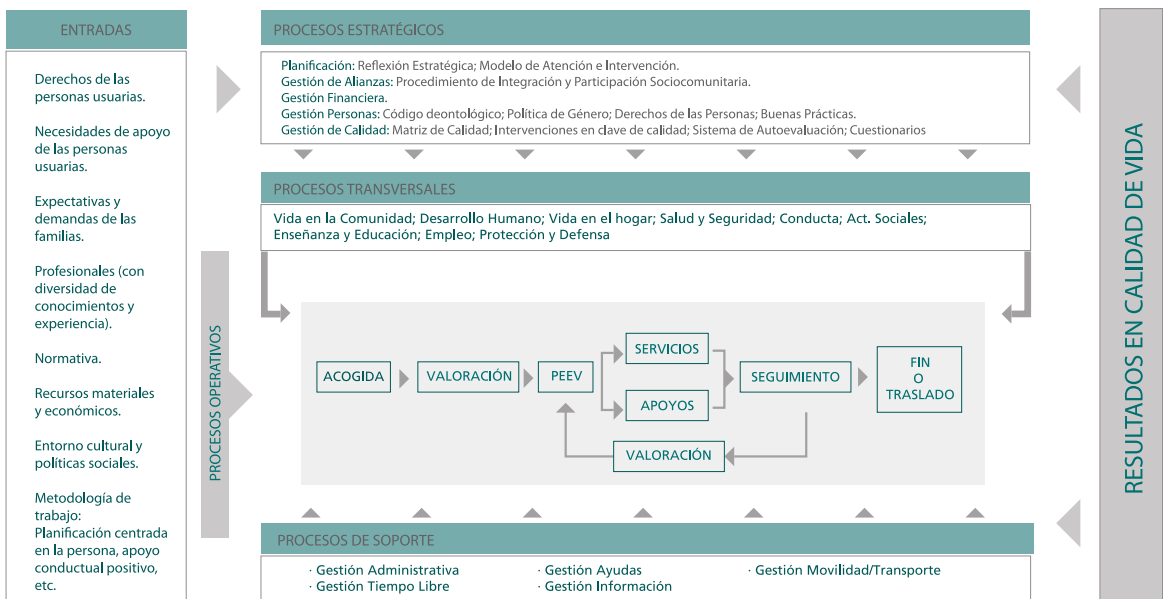 ENTRADAS
Derechos de las
personas usuarias.
Necesidades de apoyo
de las personas
usuarias.
Expectativas y
demandas de las
familias.
Profesionales (con
diversidad de
conocimientos y
experiencia).
Normativa.
Recursos materiales
y económicos.
Entorno cultural y
políticas sociales.
Metodología de
trabajo:
Planificación centrada
en la persona, apoyo
conductual positivo,
etc.
PROCESOS ESTRATÉGICOS
Planificación: Reflexión Estratégica; Modelo de Atención e Intervención.
Gestión de Alianzas: Procedimiento de Integración y Participación Sociocomunitaria.
Gestión Financiera.
Gestión Personas: Código deontológico; Política de Género; Derechos de las Personas; Buenas Prácticas.
Gestión de Calidad: Matriz de Calidad; Intervenciones en clave de calidad; Sistema de Autoevaluación; Cuestionarios
PROCESOS TRANSVERSALES
Vida en la Comunidad; Desarrollo Humano; Vida en el hogar; Salud y Seguridad; Conducta; Act. Sociales;
Enseñanza y Educación; Empleo; Protección y Defensa
PROCESOS OPERATIVOS
ACOGIDA
VALORACIÓN
PEEV
SERVICIOS
APOYOS
SEGUIMIENTO
FIN
O
TRASLADO
VALORACIÓN
PROCESOS DE SOPORTE
· Gestión Administrativa
· Gestión Tiempo Libre
· Gestión Ayudas
· Gestión Información
· Gestión Movilidad/Transporte
RESULTADOS EN CALIDAD DE VIDA